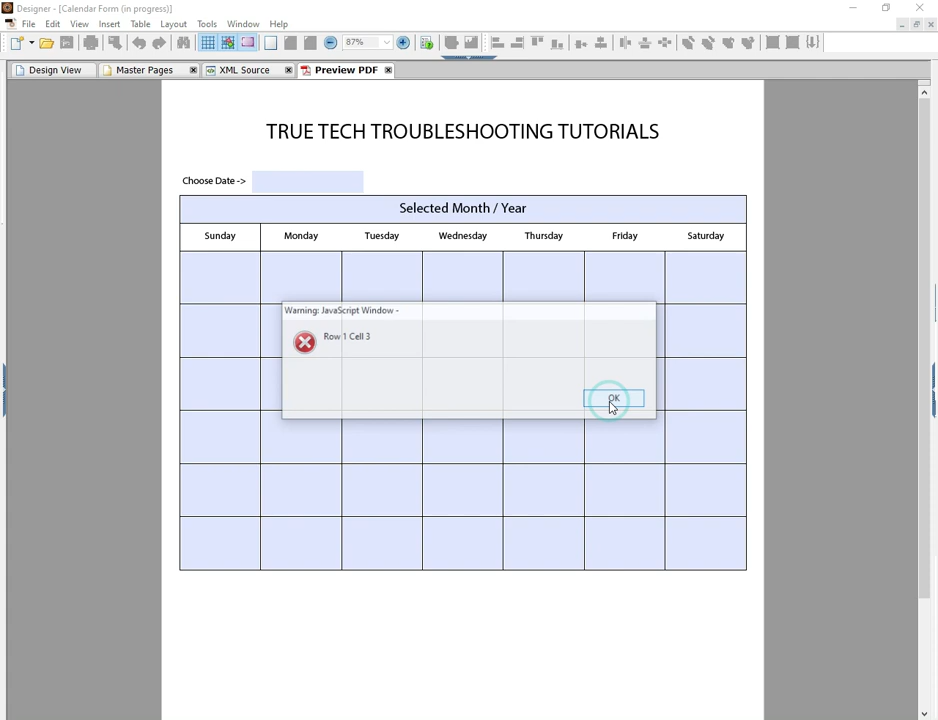 Designer - [Calendar Form (in progress)]
File Edit View Insert Table Layout Tools Window Help
87%
Design View Master Pages XML Source Preview PDF
TRUE TECH TROUBLESHOOTING TUTORIALS
Choose Date ->
Selected Month / Year
Sunday Monday Tuesday Wednesday Thursday Friday Saturday
Warning: JavaScript Window -
Row 1 Cell 3
OK